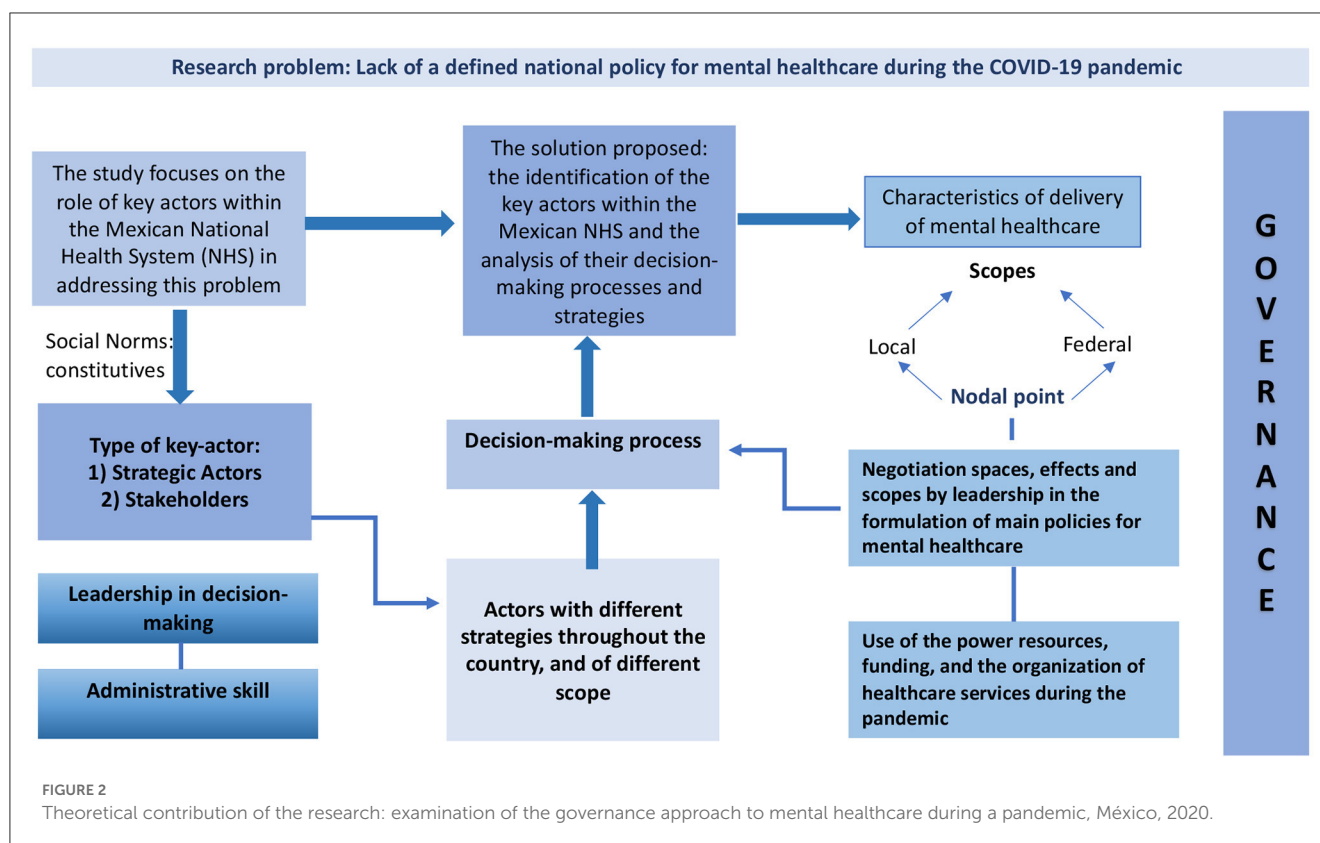 Research problem: Lack of a defined national policy for mental healthcare during the COVID-19 pandemic
The study focuses on the
role of key actors within
the Mexican National
Health System (NHS) in
addressing this problem
The solution proposed:
the identification of the
key actors within the
Mexican NHS and the
analysis of their decision-
making processes and
strategies
Characteristics of delivery
of mental healthcare
Scopes
Local
Federal
Nodal point
Social Norms:
constitutives
Type of key-actor:
1) Strategic Actors
2) Stakeholders
Decision-making process
Negotiation spaces, effects and
scopes by leadership in the
formulation of main policies for
mental healthcare
Leadership in decision-
making
Administrative skill
Actors with different
strategies throughout the
country, and of different
scope
Use of the power resources,
funding, and the organization of
healthcare services during the
pandemic
G
O
V
E
R
N
A
N
C
E
FIGURE 2
Theoretical contribution of the research: examination of the governance approach to mental healthcare during a pandemic, México, 2020.